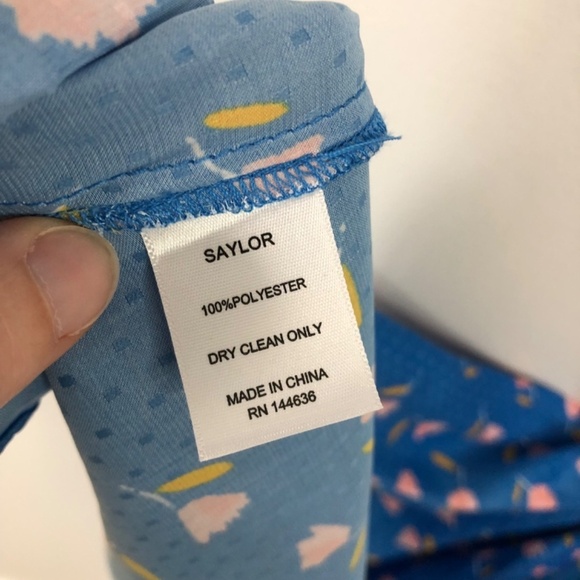 SAYLOR
100%POLYESTER
DRY CLEAN ONLY
MADE IN CHINA
RN 144636